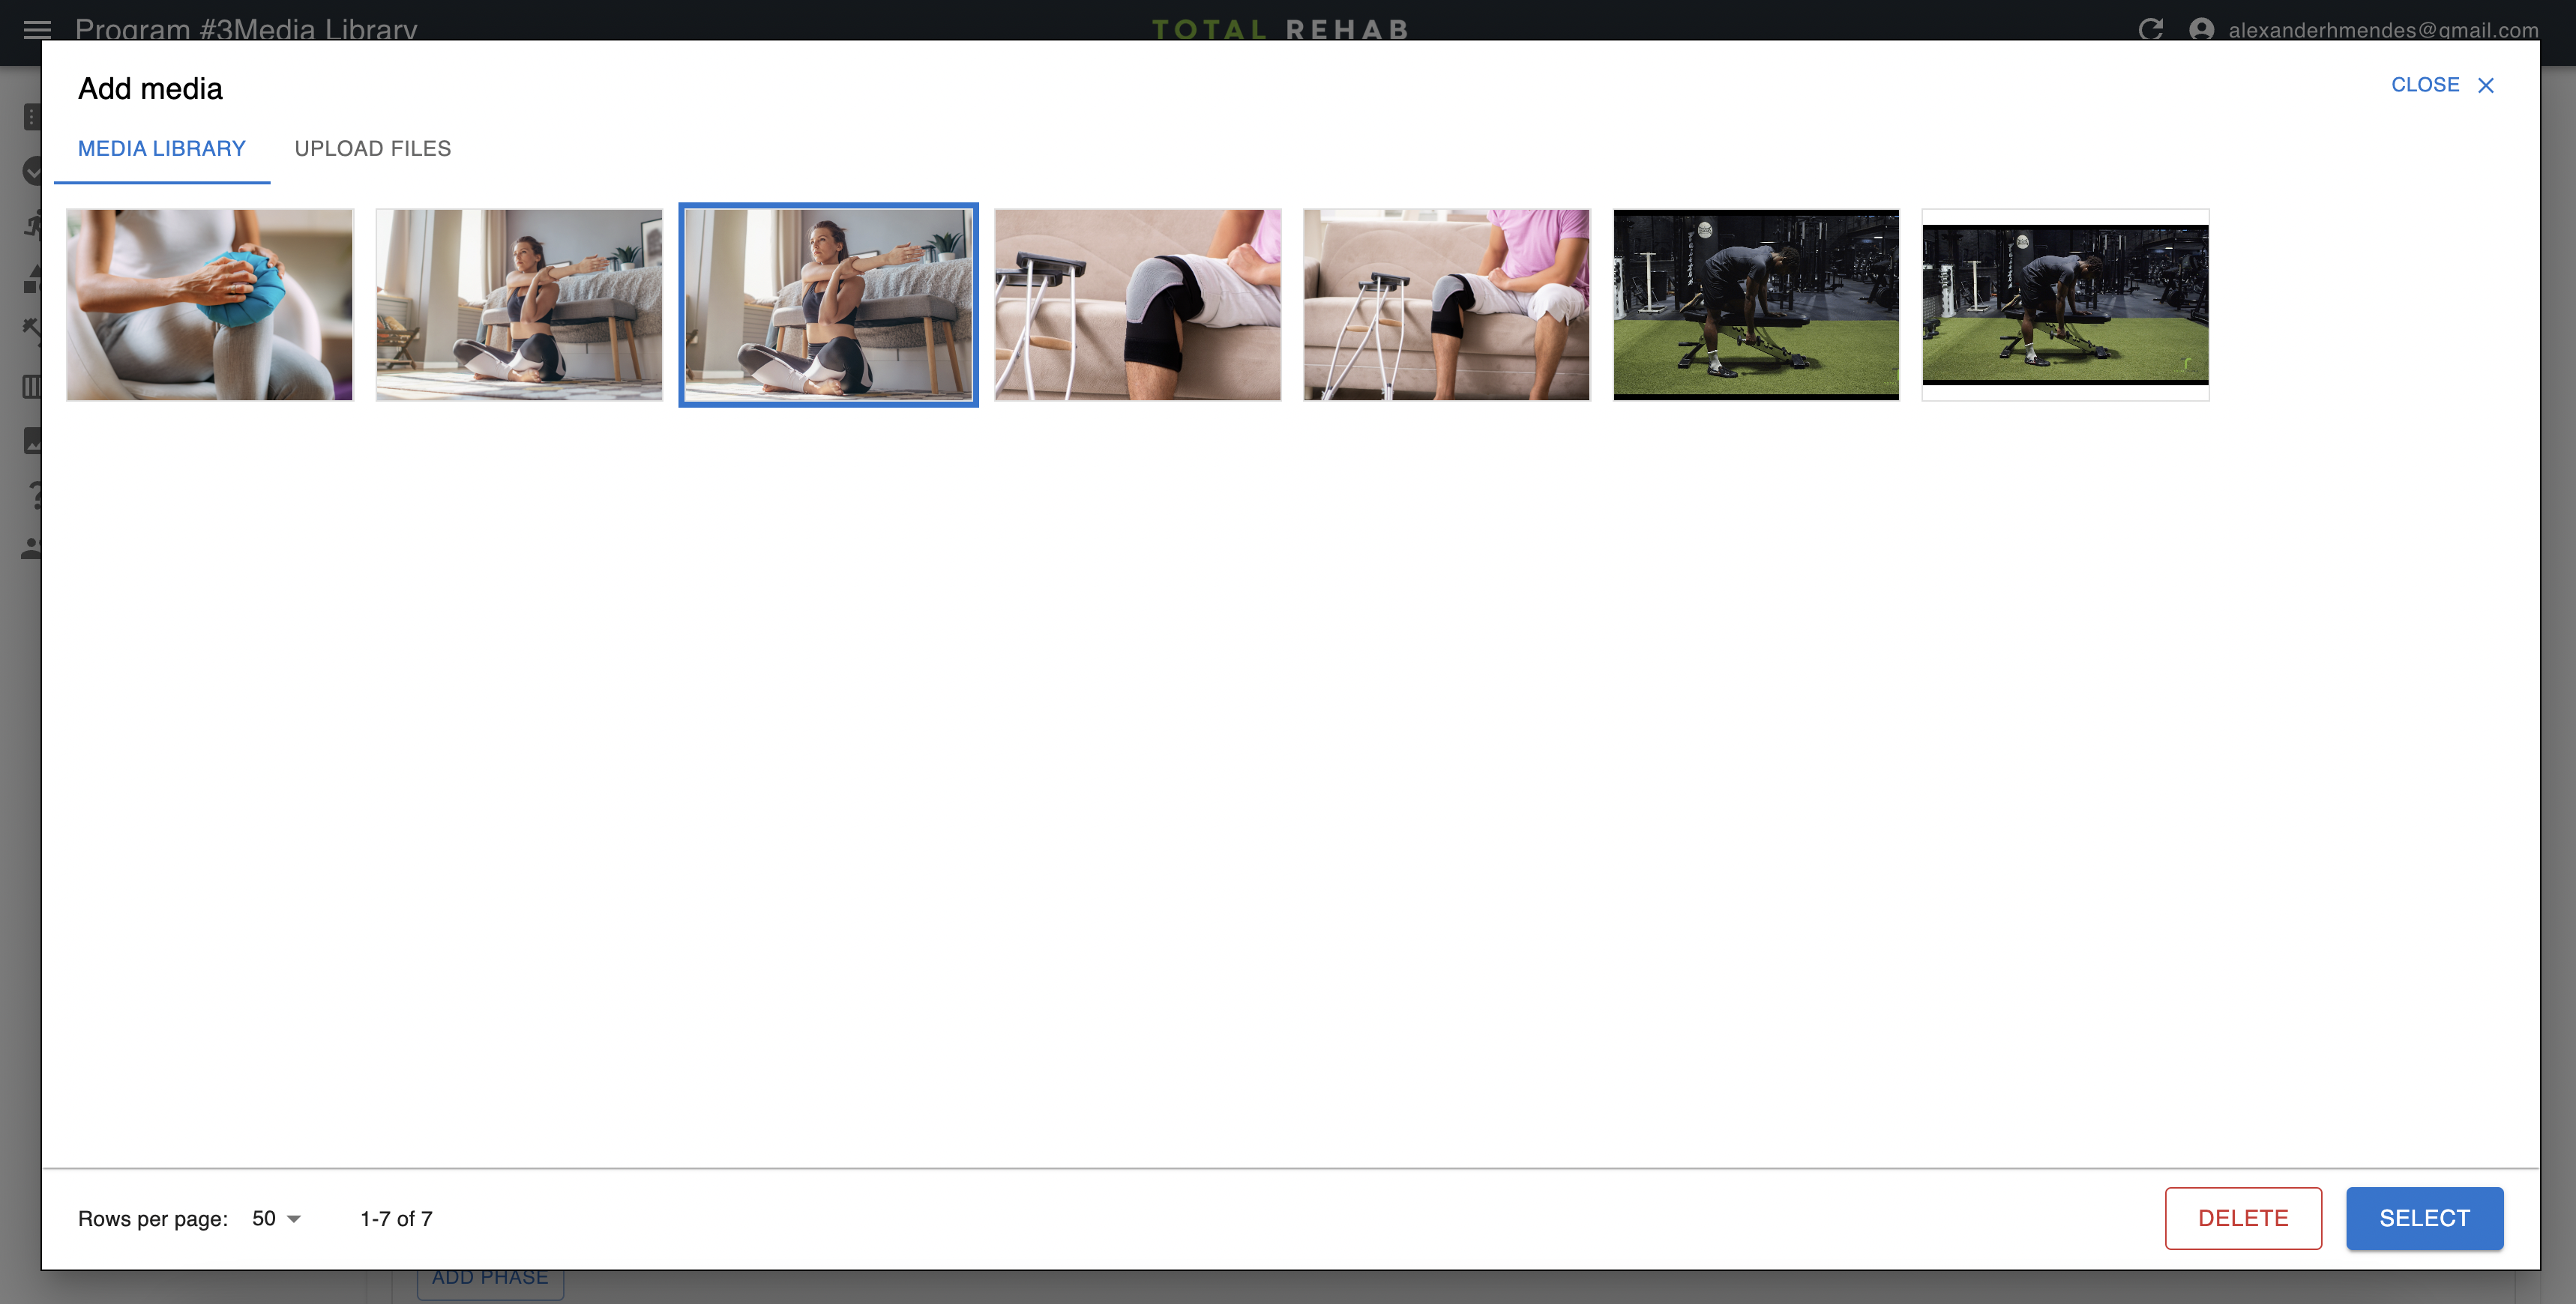 Program #3Media Library
TOTAL REHAB
alexanderhmendes@gmail.com
Add media
CLOSE
MEDIA LIBRARY
UPLOAD FILES
Rows per page:
50
1-7 of 7
DELETE
SELECT
ADD PHASE